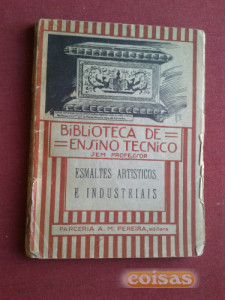 BIBLIOTECA DE
ENSINO TECNICO
SEM PROFESSOR
ESMALTES ARTISTICOS
E INDUSTRIAIS
PARCERIA A. M. PEREIRA, editora
coisas